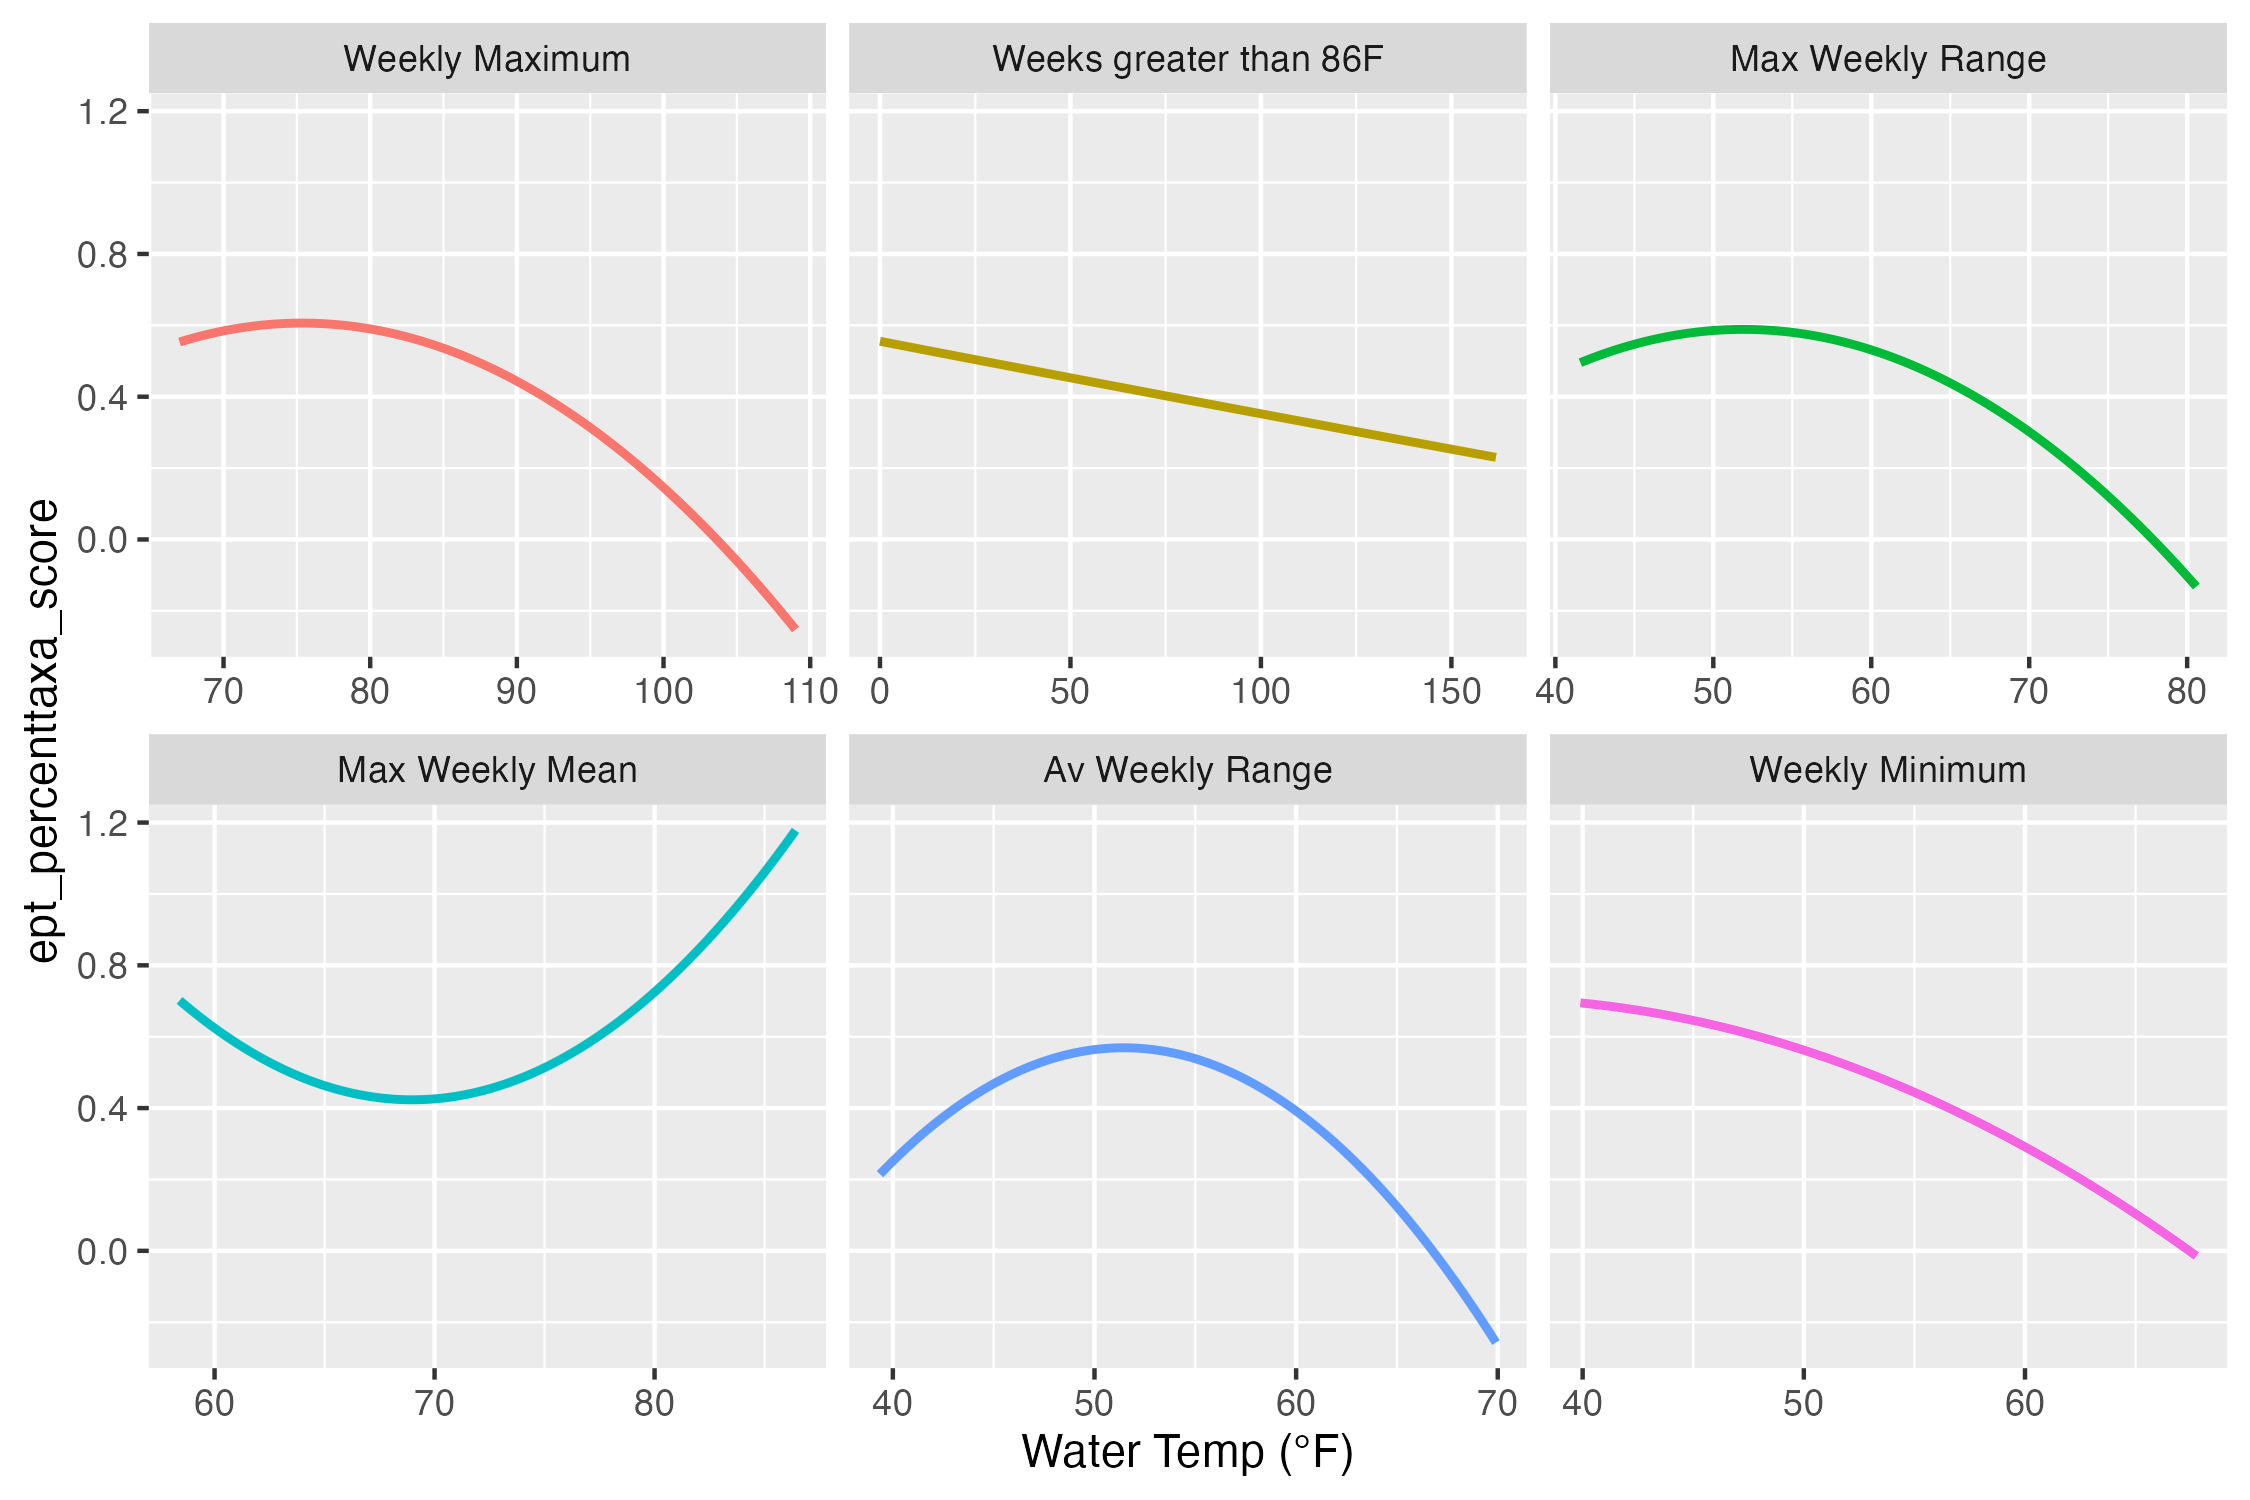 Weekly Maximum
Weeks greater than 86F
Max Weekly Range
1.2
0.8
0.4
0.0
70 80 90 100 110
0 50 100 150
40 50 60 70 80
Max Weekly Mean
Av Weekly Range
Weekly Minimum
1.2
0.8
0.4
0.0
60 70 80
40 50 60 70
40 50 60
Water Temp (°F)
ept_percenttaxa_score